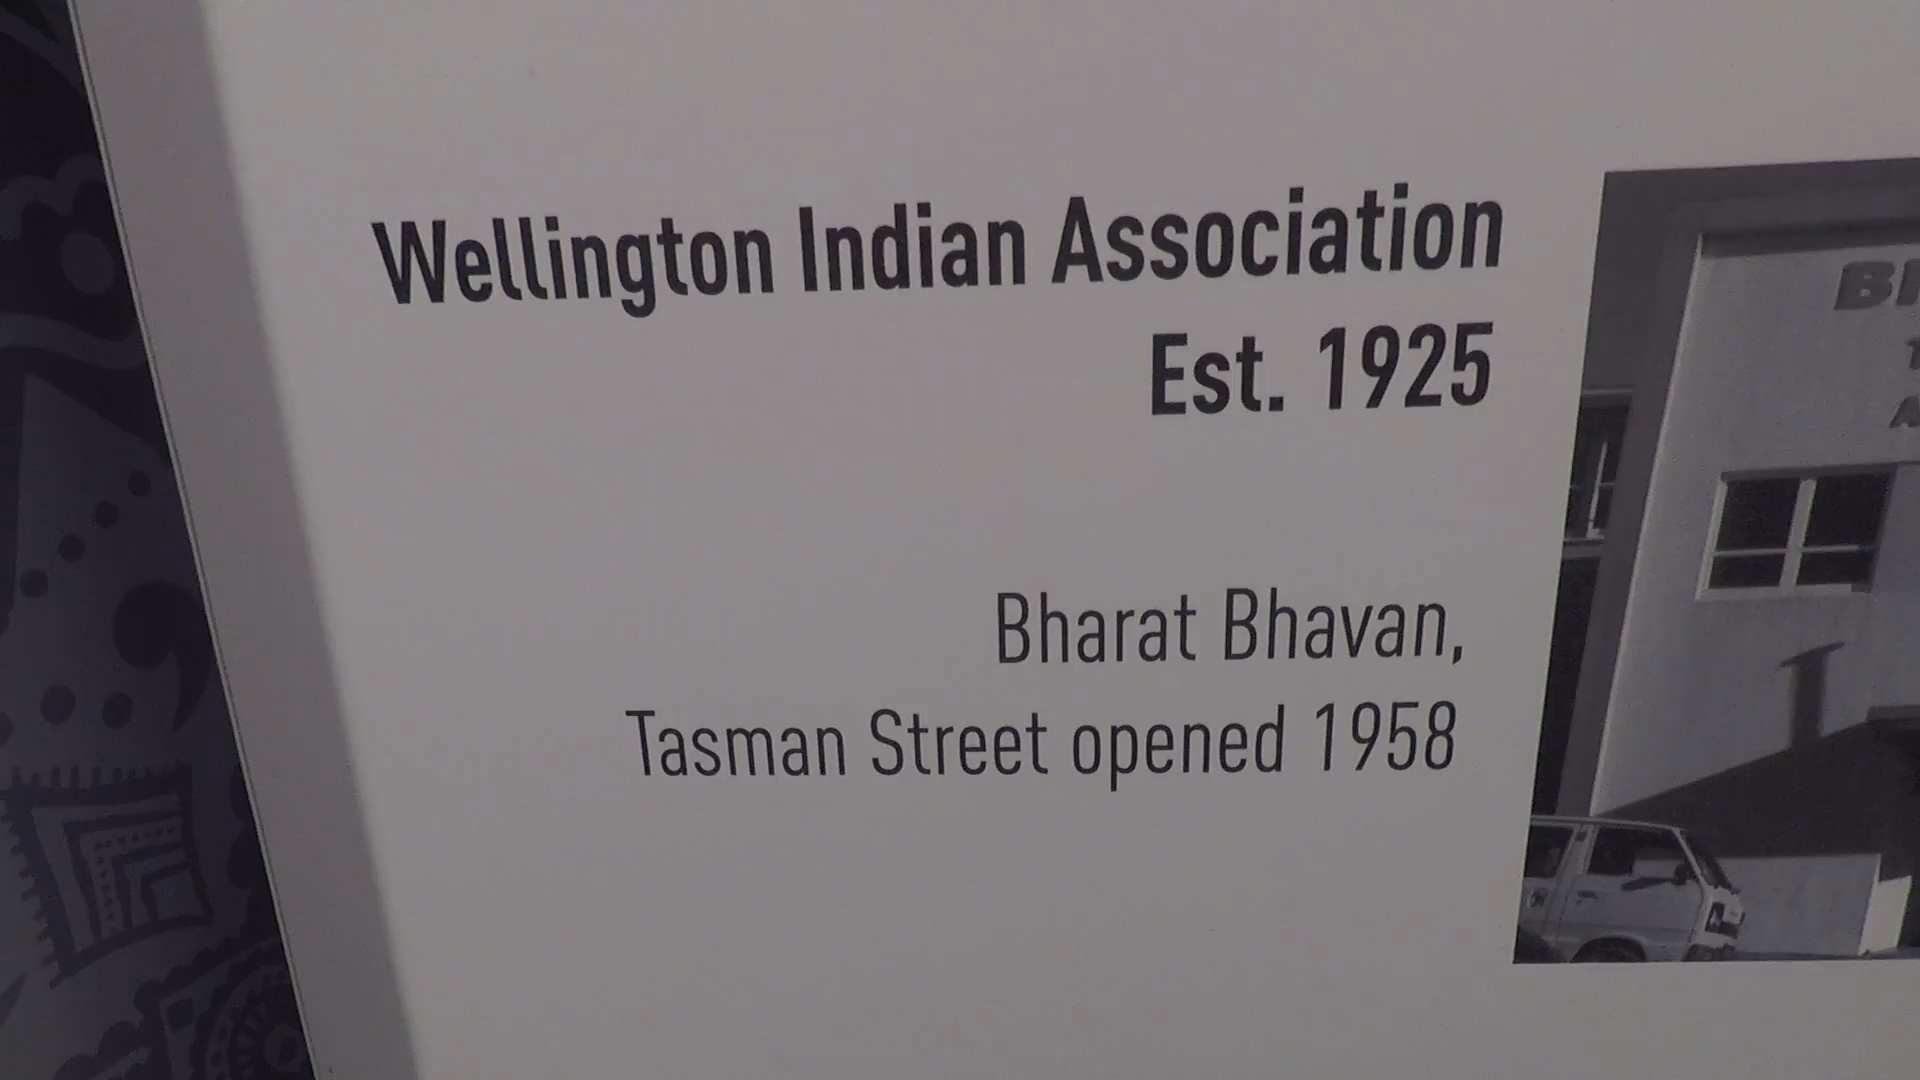 Wellington Indian Association
Est. 1925
Bharat Bhavan,
Tasman Street opened 1958